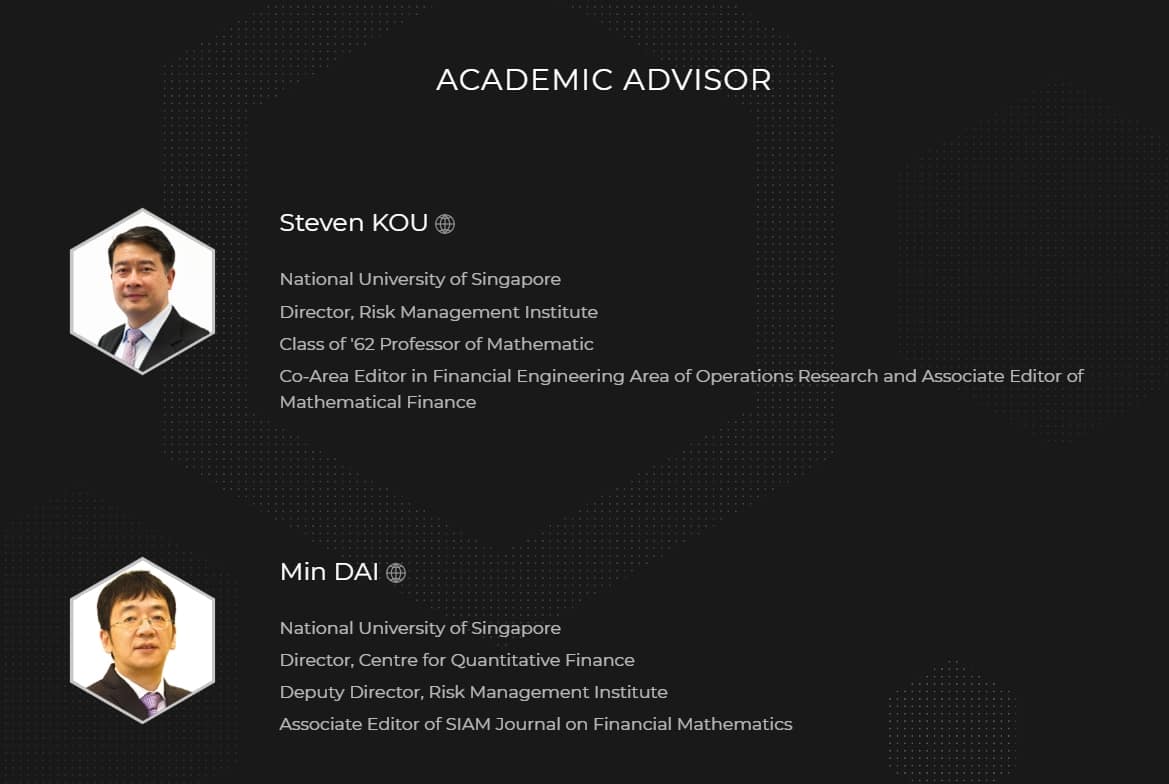 ACADEMIC ADVISOR
Steven KOU
National University of Singapore
Director, Risk Management Institute
Class of '62 Professor of Mathematic
Co-Area Editor in Financial Engineering Area of Operations Research and Associate Editor of
Mathematical Finance
Min DAI
National University of Singapore
Director, Centre for Quantitative Finance
Deputy Director, Risk Management Institute
Associate Editor of SIAM Journal on Financial Mathematics